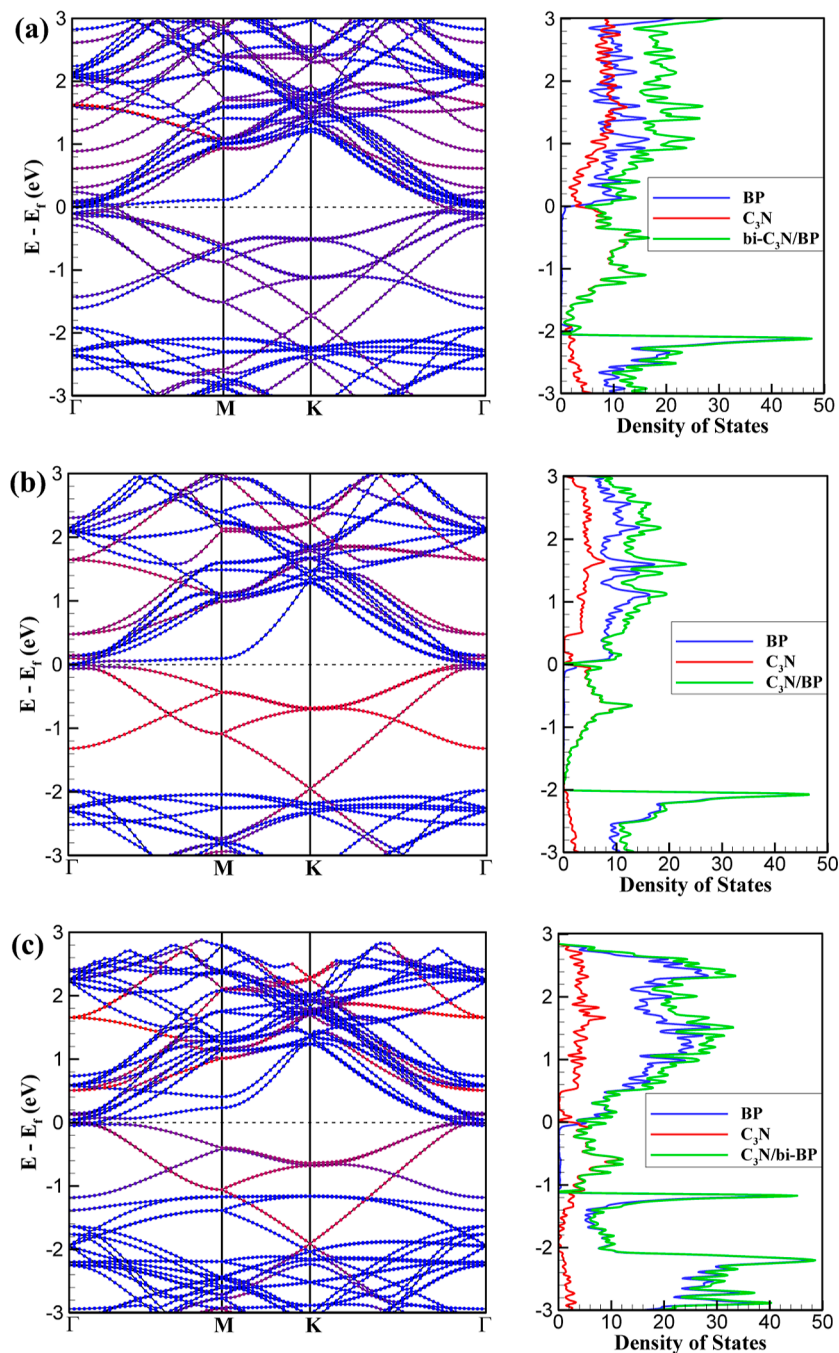 (a)
3
2
1
0
-1
-2
-3
E - E_f (eV)
Γ
M
K
Γ
3
2
1
0
-1
-2
-3
BP
C₃N
bi-C₃N/BP
0
10
20
30
40
50
Density of States
(b)
3
2
1
0
-1
-2
-3
E - E_f (eV)
Γ
M
K
Γ
3
2
1
0
-1
-2
-3
BP
C₃N
C₃N/BP
0
10
20
30
40
50
Density of States
(c)
3
2
1
0
-1
-2
-3
E - E_f (eV)
Γ
M
K
Γ
3
2
1
0
-1
-2
-3
BP
C₃N
C₃N/bi-BP
0
10
20
30
40
50
Density of States